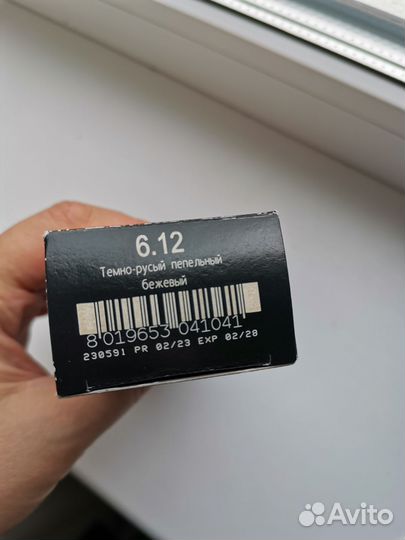 6.12
Темно-русый пепельный
бежевый
8 019653 041041
230591 PR 02/23 EXP 02/28
Avito